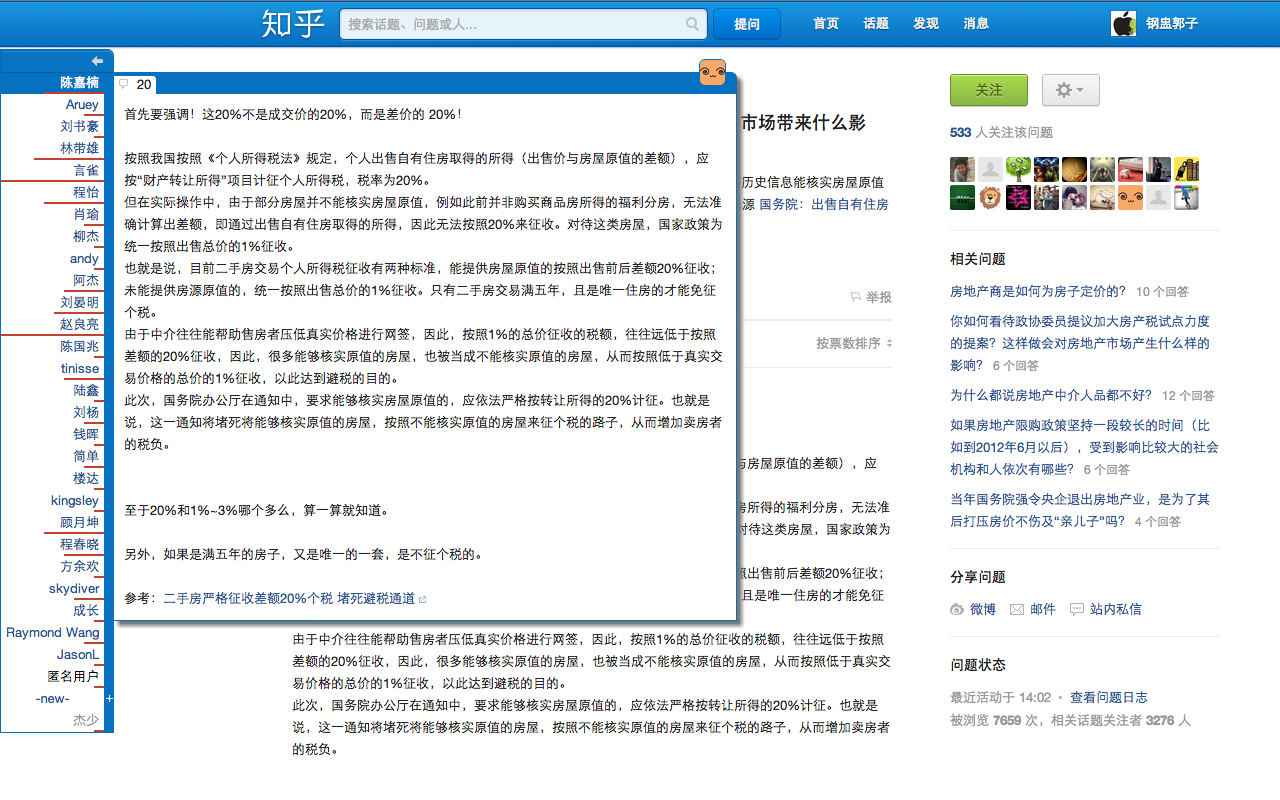 知乎
搜索话题、问题或人...
提问
首页
话题
发现
消息
钢盅郭子
陈嘉楠
Aruey
刘书豪
林带雄
言雀
程怡
肖瑜
柳杰
andy
阿杰
刘晏明
赵良亮
陈国兆
tinisse
陆鑫
刘杨
钱晖
简单
楼达
kingsley
顾月坤
程春晓
方余欢
skydiver
成长
Raymond Wang
JasonL
匿名用户
-new- +
杰少
20
首先要强调！这20%不是成交价的20%，而是差价的 20%！
按照我国按照《个人所得税法》规定，个人出售自有住房取得的所得（出售价与房屋原值的差额），应
按“财产转让所得”项目计征个人所得税，税率为20%。
但在实际操作中，由于部分房屋并不能核实房屋原值，例如此前并非购买商品房所得的福利分房，无法准
确计算出差额，即通过出售自有住房取得的所得，因此无法按照20%来征收。对待这类房屋，国家政策为
统一按照出售总价的1%征收。
也就是说，目前二手房交易个人所得税征收有两种标准，能提供房屋原值的按照出售前后差额20%征收；
未能提供房源原值的，统一按照出售总价的1%征收。只有二手房交易满五年，且是唯一住房的才能免征
个税。
由于中介往往能帮助售房者压低真实价格进行网签，因此，按照1%的总价征收的税额，往往远低于按照
差额的20%征收，因此，很多能够核实原值的房屋，也被当成不能核实原值的房屋，从而按照低于真实交
易价格的总价的1%征收，以此达到避税的目的。
此次，国务院办公厅在通知中，要求能够核实房屋原值的，应依法严格按转让所得的20%计征。也就是
说，这一通知将堵死将能够核实原值的房屋，按照不能核实原值的房屋来征个税的路子，从而增加卖房者
的税负。
至于20%和1%~3%哪个多么，算一算就知道。
另外，如果是满五年的房子，又是唯一的一套，是不征个税的。
参考：二手房严格征收差额20%个税 堵死避税通道
市场带来什么影
历史信息能核实房屋原值
源 国务院：出售自有住房
举报
按票数排序
与房屋原值的差额），应
房所得的福利分房，无法准
对待这类房屋，国家政策为
照出售前后差额20%征收；
且是唯一住房的才能免征
由于中介往往能帮助售房者压低真实价格进行网签，因此，按照1%的总价征收的税额，往往远低于按照
差额的20%征收，因此，很多能够核实原值的房屋，也被当成不能核实原值的房屋，从而按照低于真实交
易价格的总价的1%征收，以此达到避税的目的。
此次，国务院办公厅在通知中，要求能够核实房屋原值的，应依法严格按转让所得的20%计征。也就是
说，这一通知将堵死将能够核实原值的房屋，按照不能核实原值的房屋来征个税的路子，从而增加卖房者
的税负。
关注
533 人关注该问题
相关问题
房地产商是如何为房子定价的？ 10 个回答
你如何看待政协委员提议加大房产税试点力度
的提案？这样做会对房地产市场产生什么样的
影响？ 6 个回答
为什么都说房地产中介人品都不好？ 12 个回答
如果房地产限购政策坚持一段较长的时间（比
如到2012年6月以后），受到影响比较大的社会
机构和人依次有哪些？ 6 个回答
当年国务院强令央企退出房地产业，是为了其
后打压房价不伤及“亲儿子”吗？ 4 个回答
分享问题
微博
邮件
站内私信
问题状态
最近活动于 14:02 • 查看问题日志
被浏览 7659 次，相关话题关注者 3276 人